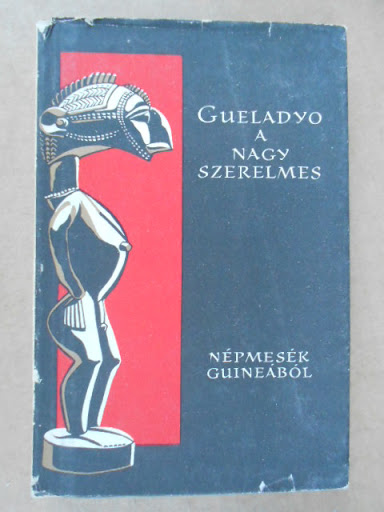 GUELADYO
A
NAGY
SZERELMES
NÉPMESÉK
GUINEÁBÓL